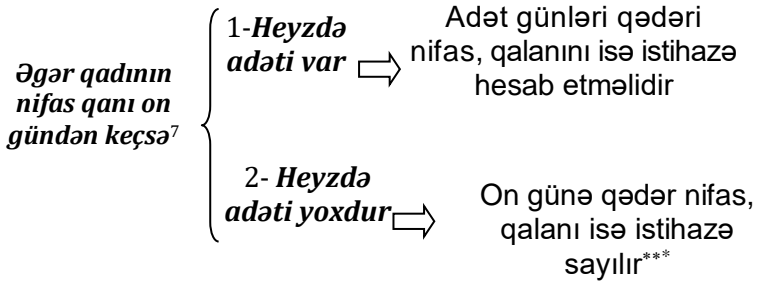 Əgər qadının
nifas qanı on
gündən keçsə⁷
1-Heyzdə
adəti var
Adət günləri qədəri
nifas, qalanını isə istihazə
hesab etməlidir
2- Heyzdə
adəti yoxdur
On günə qədər nifas,
qalanı isə istihazə
sayılır***